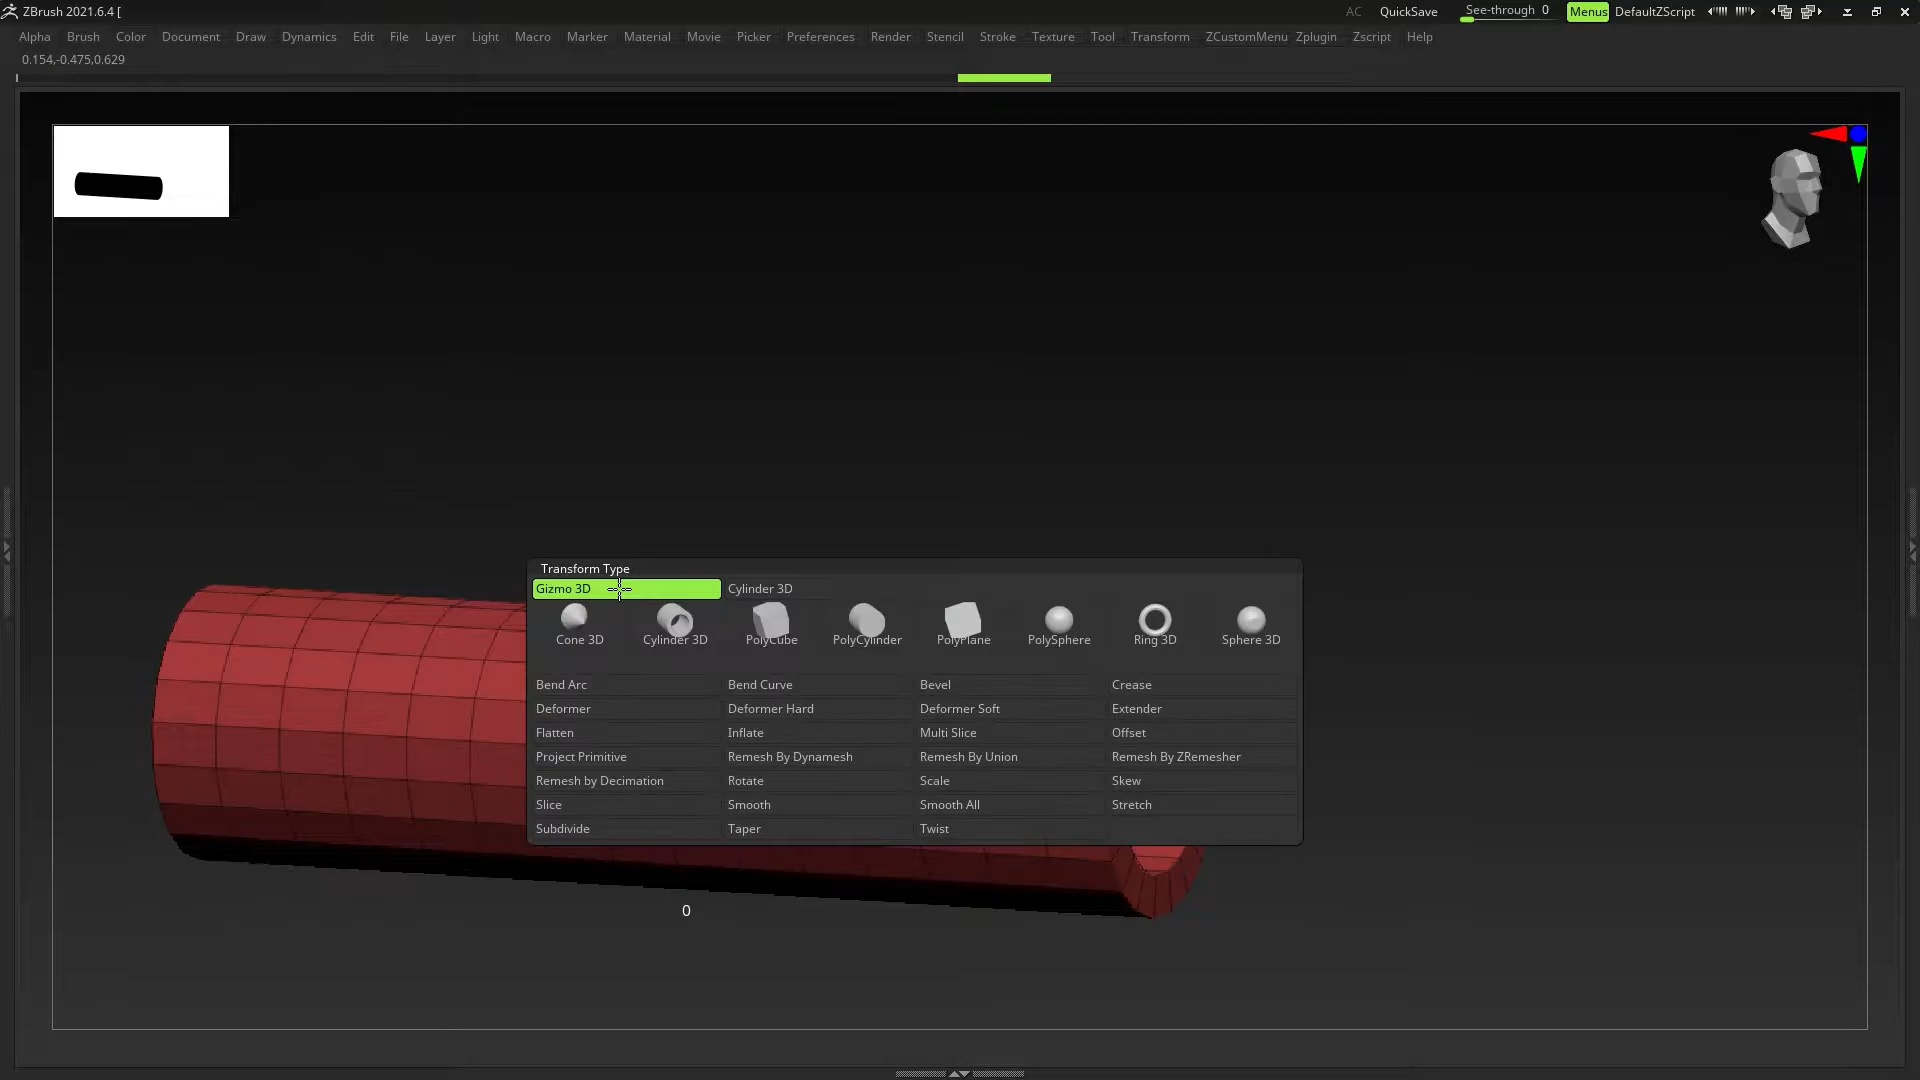 ZBrush 2021.6.4 [
AC QuickSave See-through 0 Menus DefaultZScript
Alpha Brush Color Document Draw Dynamics Edit File Layer Light Macro Marker Material Movie Picker Preferences Render Stencil Stroke Texture Tool Transform ZCustomMenu Zplugin Zscript Help
0.154,-0.475,0.629
Transform Type
Gizmo 3D Cylinder 3D
Cone 3D Cylinder 3D PolyCube PolyCylinder PolyPlane PolySphere Ring 3D Sphere 3D
Bend Arc Bend Curve Bevel Crease
Deformer Deformer Hard Deformer Soft Extender
Flatten Inflate Multi Slice Offset
Project Primitive Remesh By Dynamesh Remesh By Union Remesh By ZRemesher
Remesh by Decimation Rotate Scale Skew
Slice Smooth Smooth All Stretch
Subdivide Taper Twist
0